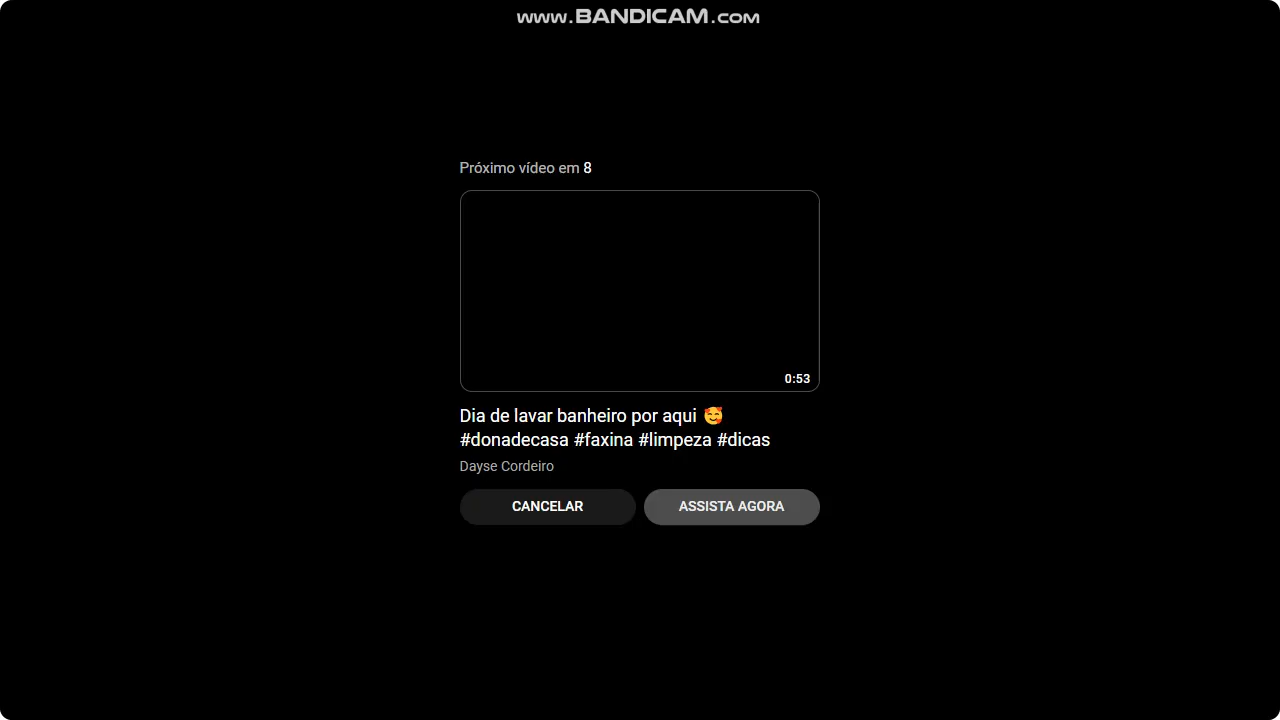 www.BANDICAM.com
Próximo vídeo em 8
0:53
Dia de lavar banheiro por aqui 🥰
#donadecasa #faxina #limpeza #dicas
Dayse Cordeiro
CANCELAR
ASSISTA AGORA